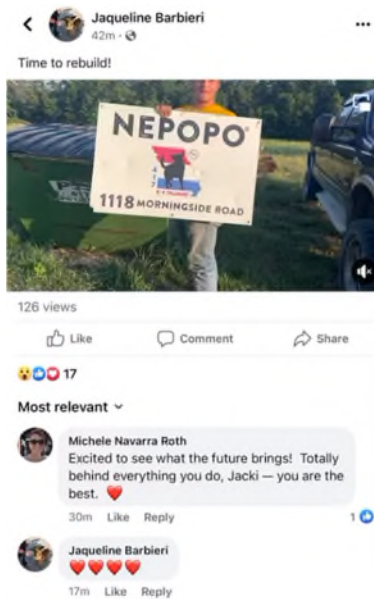 Jaqueline Barbieri
42m ·
Time to rebuild!
NEPOPO®
1118 MORNINGSIDE ROAD
126 views
Like Comment Share
17
Most relevant
Michele Navarra Roth
Excited to see what the future brings! Totally
behind everything you do, Jacki — you are the
best.
30m Like Reply 1
Jaqueline Barbieri
17m Like Reply